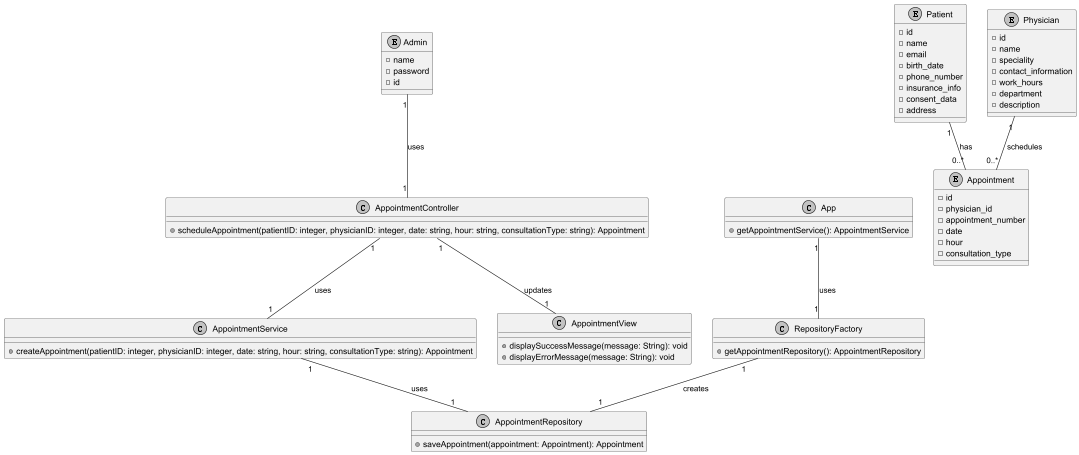 E Patient
id
name
email
birth_date
phone_number
insurance_info
consent_data
address
E Physician
id
name
speciality
contact_information
work_hours
department
description
E Admin
name
password
id
1
uses
1
1
has
0..*
1
schedules
0..*
E Appointment
id
physician_id
appointment_number
date
hour
consultation_type
C AppointmentController
scheduleAppointment(patientID: integer, physicianID: integer, date: string, hour: string, consultationType: string): Appointment
C App
getAppointmentService(): AppointmentService
1
uses
1
1
updates
1
1
uses
1
C AppointmentService
createAppointment(patientID: integer, physicianID: integer, date: string, hour: string, consultationType: string): Appointment
C AppointmentView
displaySuccessMessage(message: String): void
displayErrorMessage(message: String): void
C RepositoryFactory
getAppointmentRepository(): AppointmentRepository
1
uses
1
1
creates
1
C AppointmentRepository
saveAppointment(appointment: Appointment): Appointment